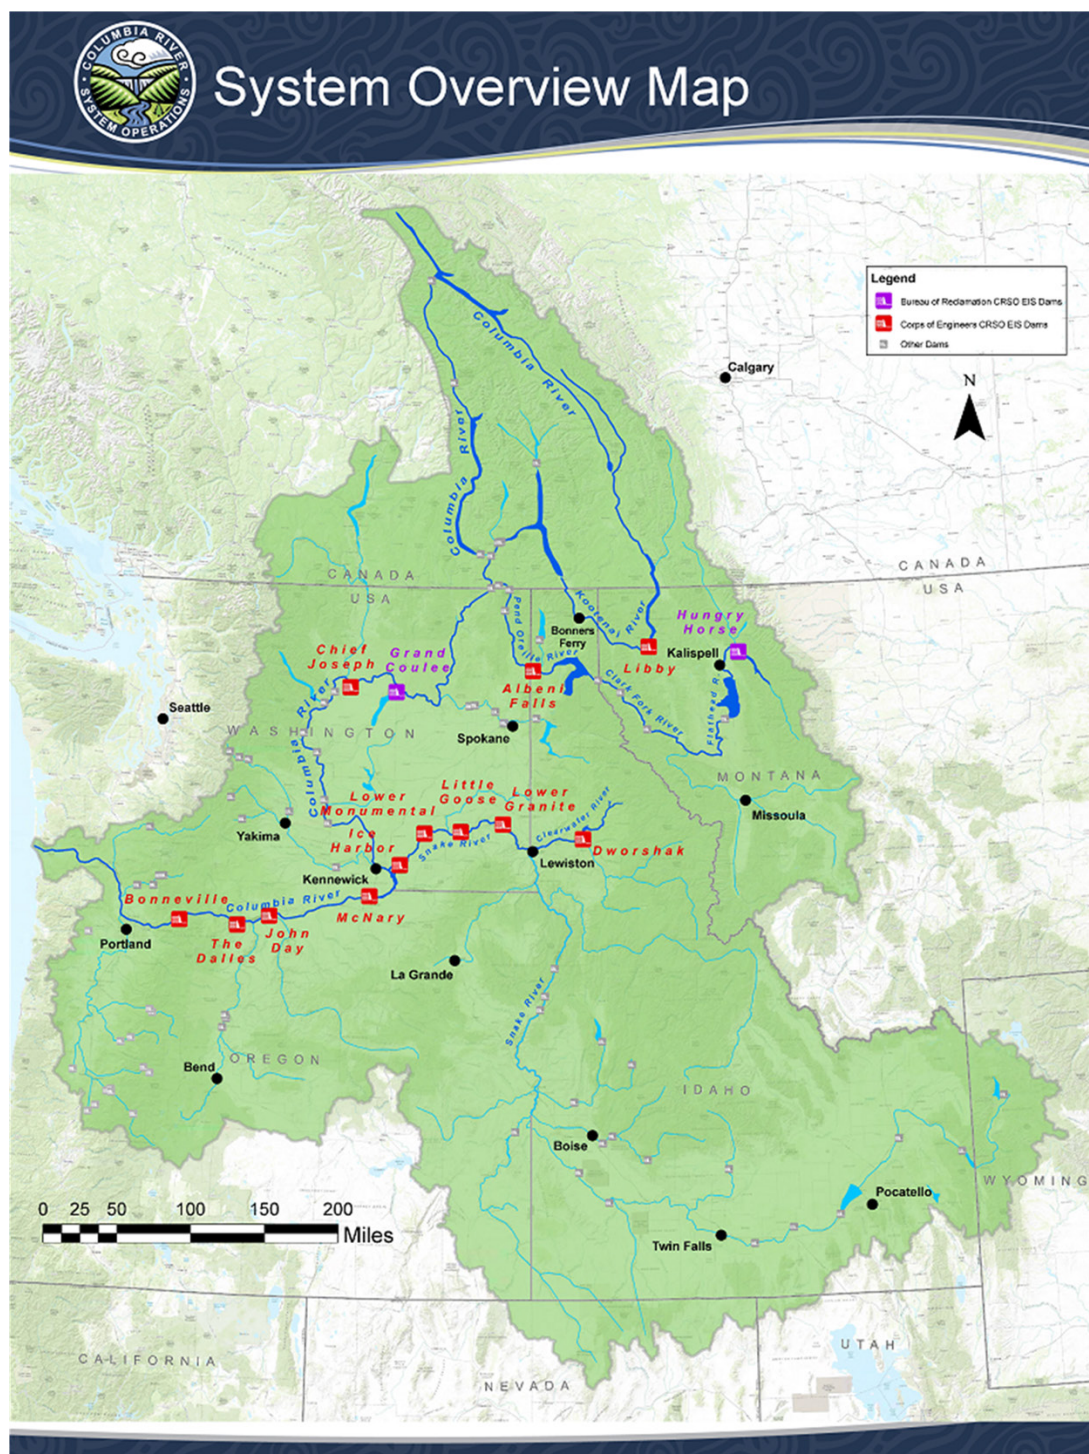 COLUMBIA RIVER
SYSTEM OPERATIONS
System Overview Map
Legend
Bureau of Reclamation CRSO EIS Dams
Corps of Engineers CRSO EIS Dams
Other Dams
Calgary
N
Columbia River
Columbia River
CANADA
USA
CANADA
USA
Kootenai River
Pend Oreille River
Bonners
Ferry
Hungry
Horse
Kalispell
Libby
Chief
Joseph
Grand
Coulee
Albeni
Falls
Clark Fork River
Flathead R.
Seattle
WASHINGTON
Columbia River
Spokane
MONTANA
Missoula
Lower
Monumental
Little
Goose
Lower
Granite
Ice
Harbor
Yakima
Snake River
Clearwater River
Dworshak
Lewiston
Kennewick
Bonneville
Columbia River
McNary
Portland
The
Dalles
John
Day
La Grande
Snake River
Bend
OREGON
IDAHO
Boise
WYOMING
Pocatello
Twin Falls
0 25 50 100 150 200
Miles
CALIFORNIA
NEVADA
UTAH